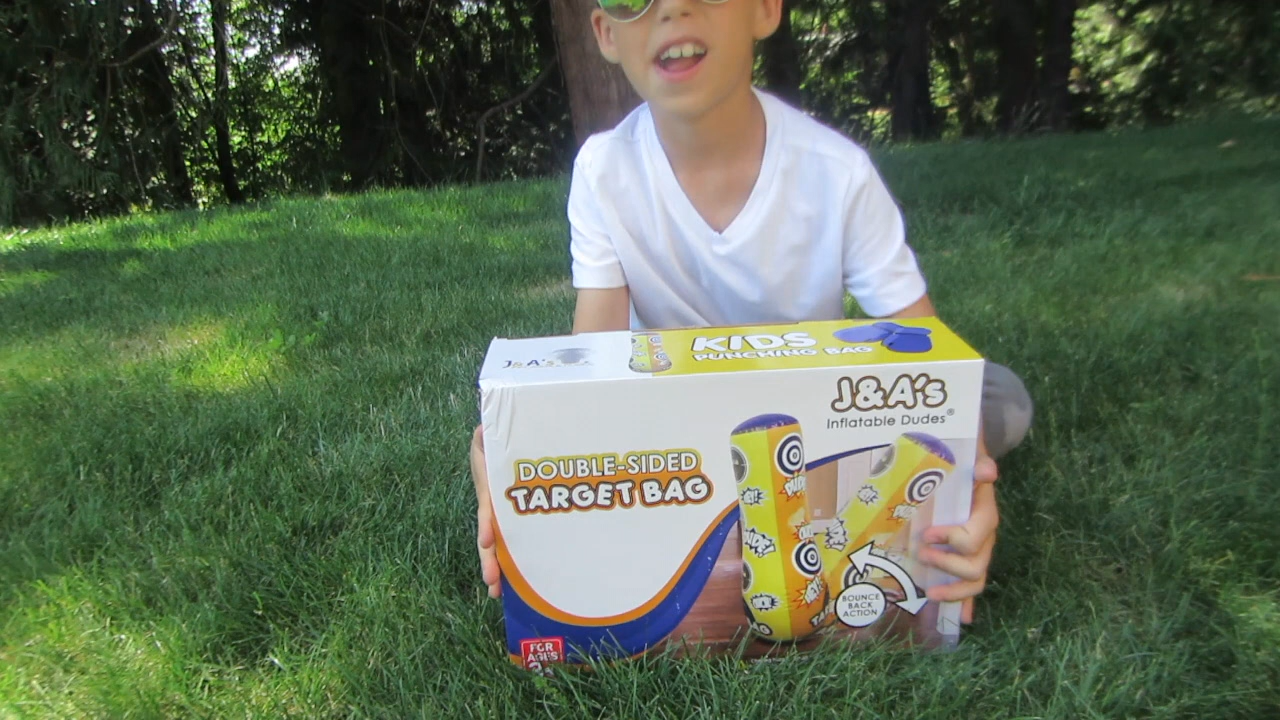 J&A's
KIDS
PUNCHING BAG
J&A's
Inflatable Dudes®
DOUBLE-SIDED
TARGET BAG
BOUNCE
BACK
ACTION
FOR
AGES